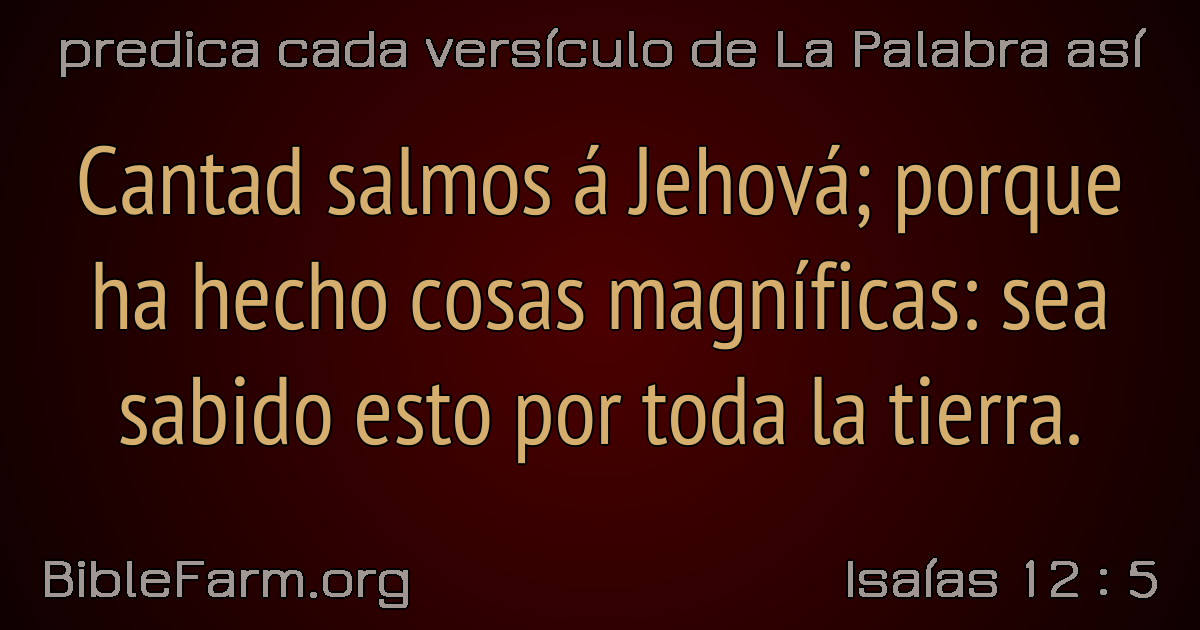 predica cada versículo de La Palabra así
Cantad salmos á Jehová; porque
ha hecho cosas magníficas: sea
sabido esto por toda la tierra.
BibleFarm.org
Isaías 12 : 5